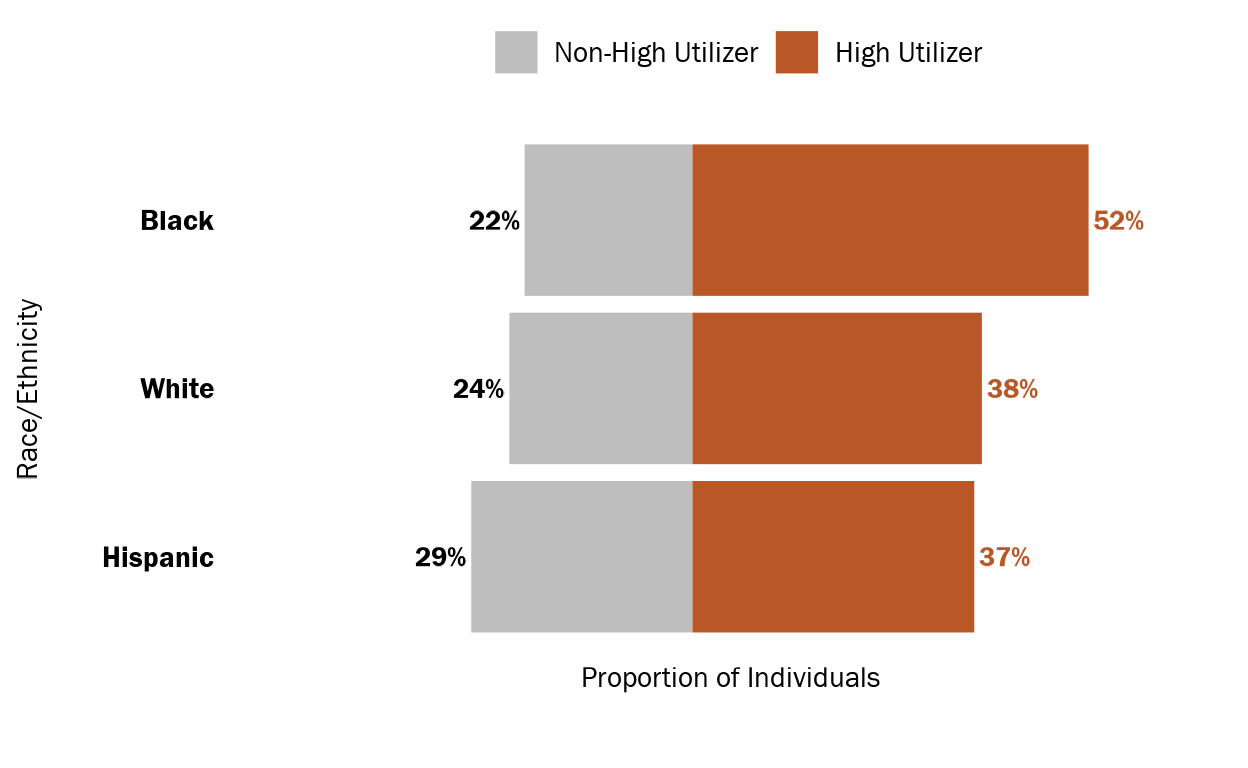 Non-High Utilizer High Utilizer
Black 22% 52%
White 24% 38%
Hispanic 29% 37%
Race/Ethnicity
Proportion of Individuals